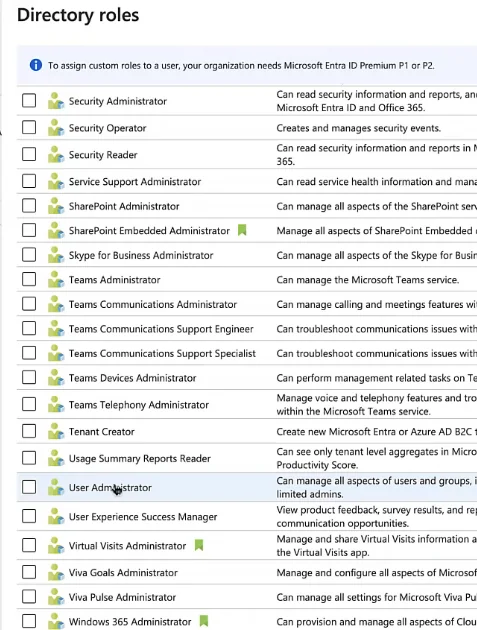 Directory roles
To assign custom roles to a user, your organization needs Microsoft Entra ID Premium P1 or P2.
Security Administrator
Can read security information and reports, and
Microsoft Entra ID and Office 365.
Security Operator
Creates and manages security events.
Security Reader
Can read security information and reports in M
365.
Service Support Administrator
Can read service health information and mana
SharePoint Administrator
Can manage all aspects of the SharePoint serv
SharePoint Embedded Administrator
Manage all aspects of SharePoint Embedded
Skype for Business Administrator
Can manage all aspects of the Skype for Busin
Teams Administrator
Can manage the Microsoft Teams service.
Teams Communications Administrator
Can manage calling and meetings features wi
Teams Communications Support Engineer
Can troubleshoot communications issues with
Teams Communications Support Specialist
Can troubleshoot communications issues with
Teams Devices Administrator
Can perform management related tasks on Te
Teams Telephony Administrator
Manage voice and telephony features and tro
within the Microsoft Teams service.
Tenant Creator
Create new Microsoft Entra or Azure AD B2C t
Usage Summary Reports Reader
Can see only tenant level aggregates in Micro
Productivity Score.
User Administrator
Can manage all aspects of users and groups, i
limited admins.
User Experience Success Manager
View product feedback, survey results, and rep
communication opportunities.
Virtual Visits Administrator
Manage and share Virtual Visits information a
the Virtual Visits app.
Viva Goals Administrator
Manage and configure all aspects of Microsof
Viva Pulse Administrator
Can manage all settings for Microsoft Viva Pu
Windows 365 Administrator
Can provision and manage all aspects of Clou